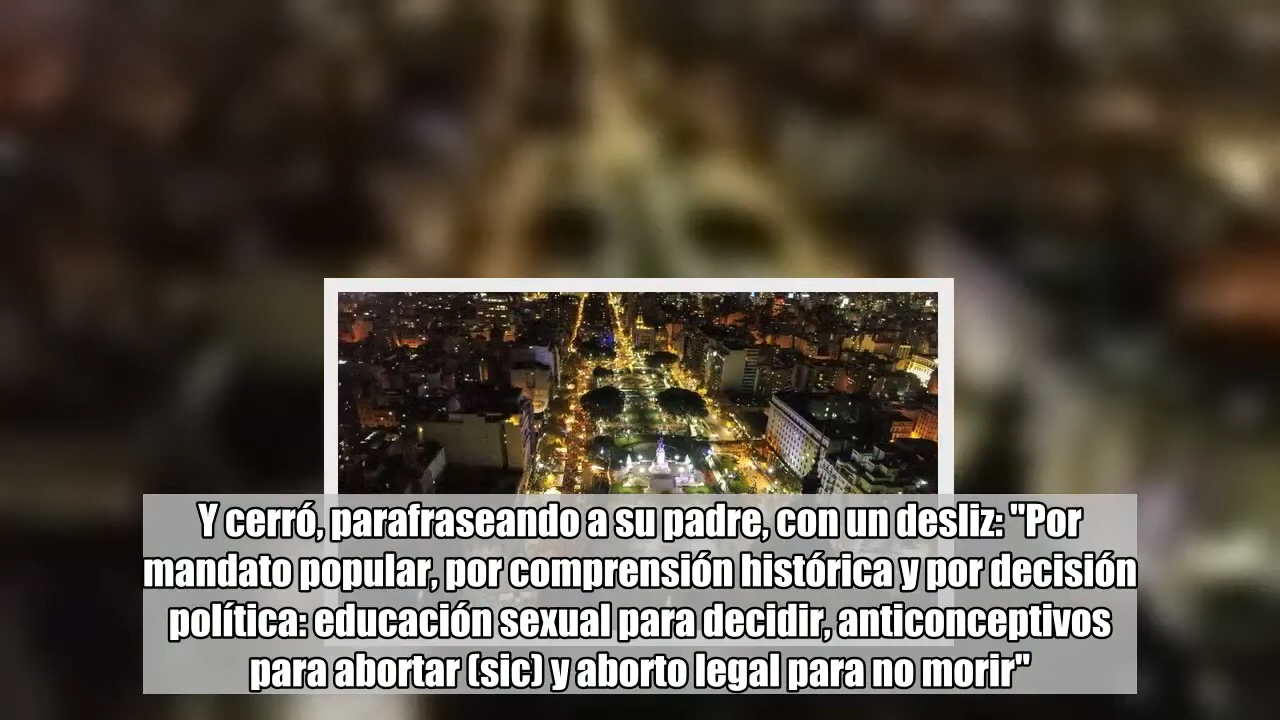 Y cerró, parafraseando a su padre, con un desliz: "Por
mandato popular, por comprensión histórica y por decisión
política: educación sexual para decidir, anticonceptivos
para abortar (sic) y aborto legal para no morir"